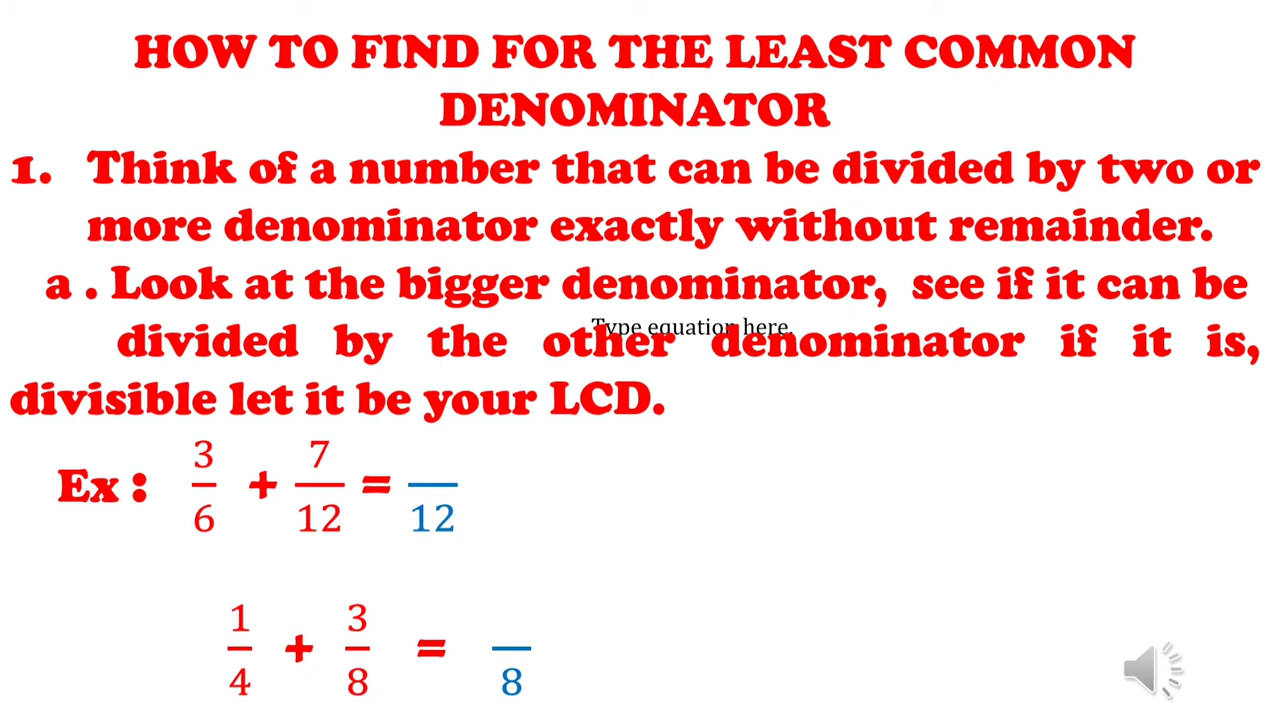 HOW TO FIND FOR THE LEAST COMMON
DENOMINATOR
1. Think of a number that can be divided by two or
more denominator exactly without remainder.
a . Look at the bigger denominator, see if it can be
Type equation here.
divided by the other denominator if it is,
divisible let it be your LCD.
Ex : 3/6 + 7/12 = /12
1/4 + 3/8 = /8